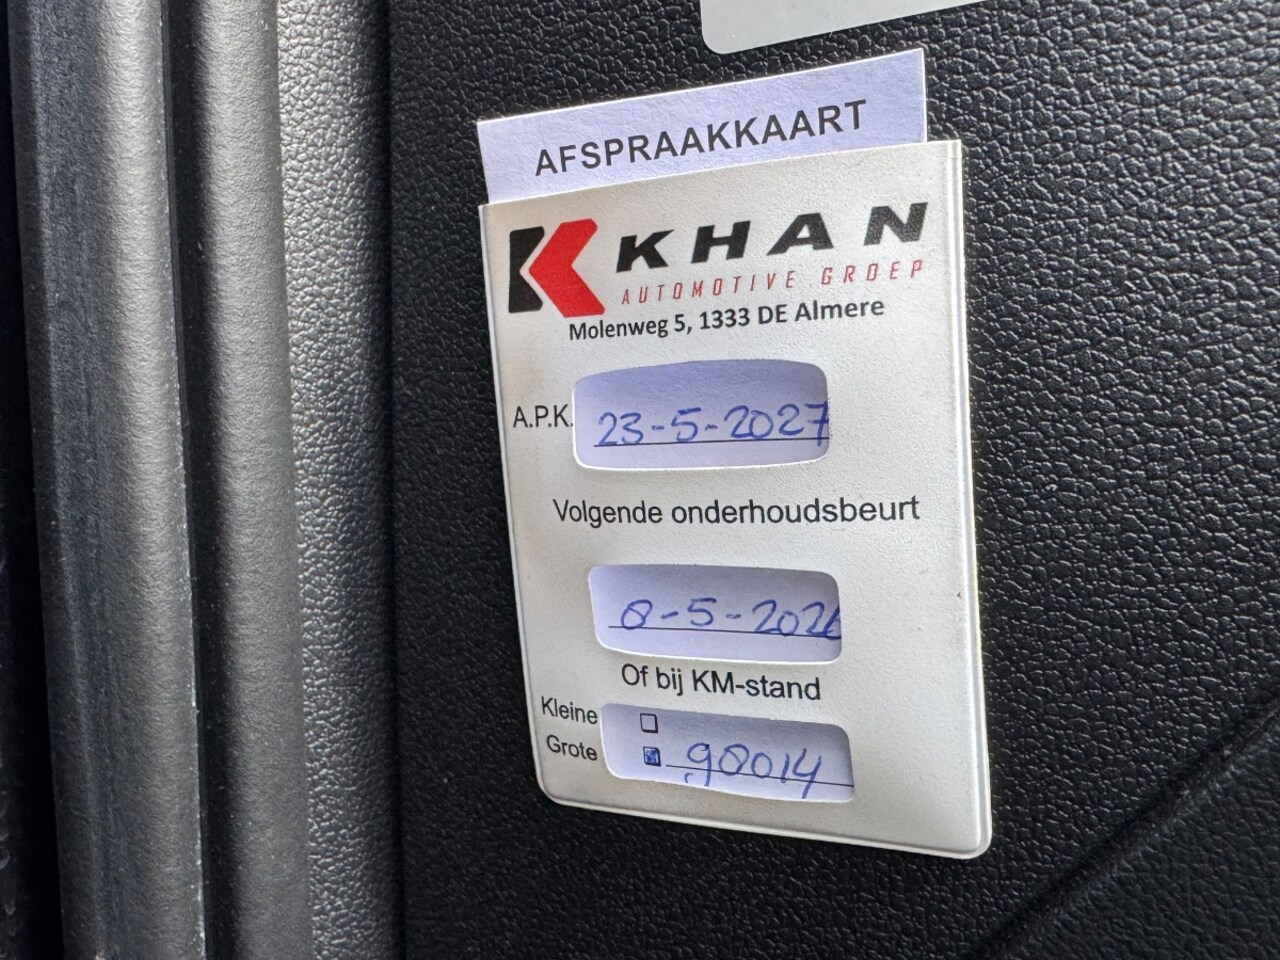 AFSPRAAKKAART
KHAN
AUTOMOTIVE GROEP
Molenweg 5, 1333 DE Almere
A.P.K. 23-5-2027
Volgende onderhoudsbeurt
8-5-2026
Of bij KM-stand
Kleine
Grote 98014